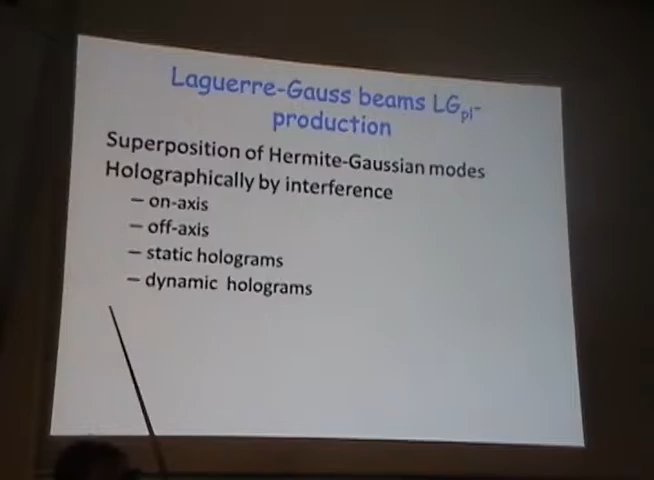 Laguerre-Gauss beams LGpl-
production
Superposition of Hermite-Gaussian modes
Holographically by interference
– on-axis
– off-axis
– static holograms
– dynamic holograms